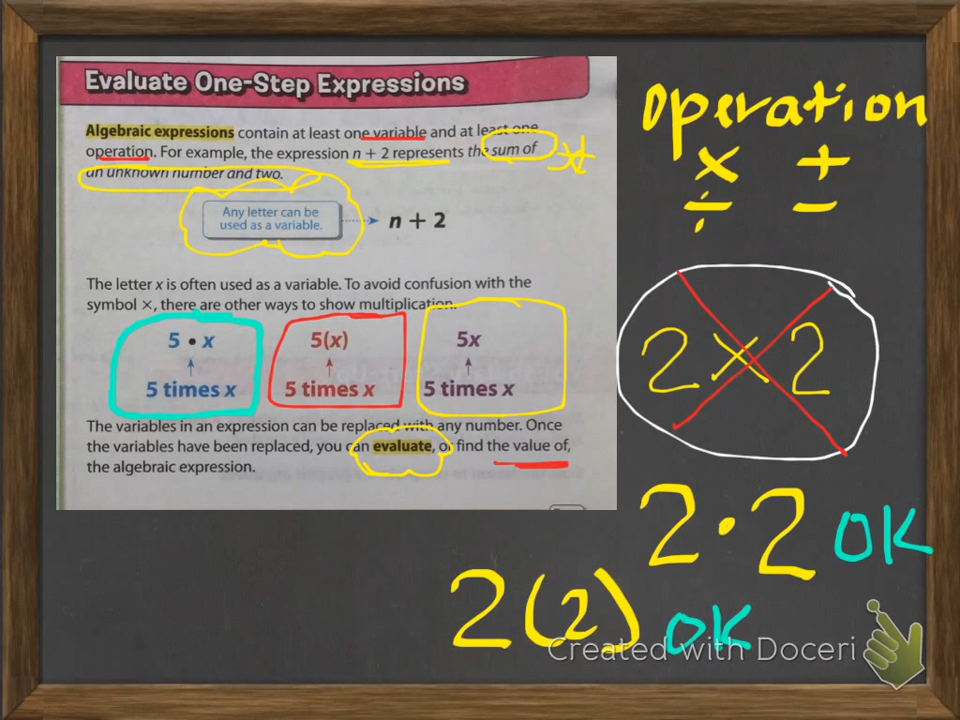 Evaluate One-Step Expressions
Algebraic expressions contain at least one variable and at least one
operation. For example, the expression n + 2 represents the sum of
an unknown number and two.
Any letter can be
used as a variable.
n + 2
The letter x is often used as a variable. To avoid confusion with the
symbol ×, there are other ways to show multiplication.
5 • x 5(x) 5x
5 times x 5 times x 5 times x
The variables in an expression can be replaced with any number. Once
the variables have been replaced, you can evaluate, or find the value of,
the algebraic expression.
operation
× +
÷ −
2 × 2
2 · 2 OK
2(2) OK
Created with Doceri